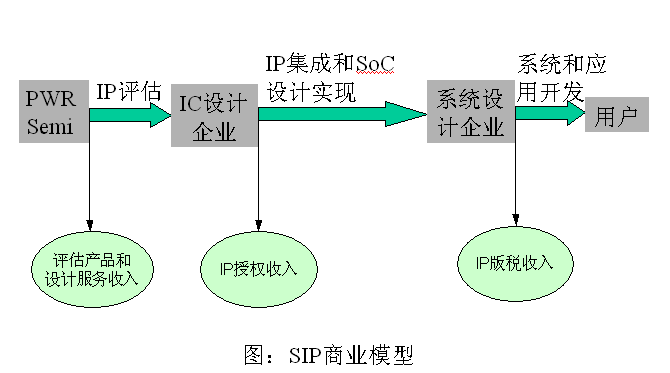 PWR
Semi
IP评估
IC设计
企业
IP集成和SoC
设计实现
系统设
计企业
系统和应
用开发
用户
评估产品和
设计服务收入
IP授权收入
IP版税收入
图：SIP商业模型